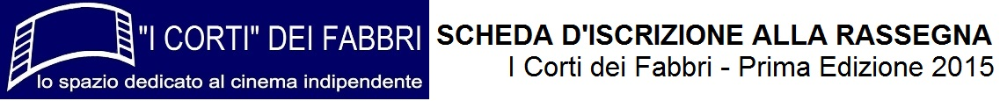 "I CORTI" DEI FABBRI
lo spazio dedicato al cinema indipendente
SCHEDA D'ISCRIZIONE ALLA RASSEGNA
I Corti dei Fabbri - Prima Edizione 2015